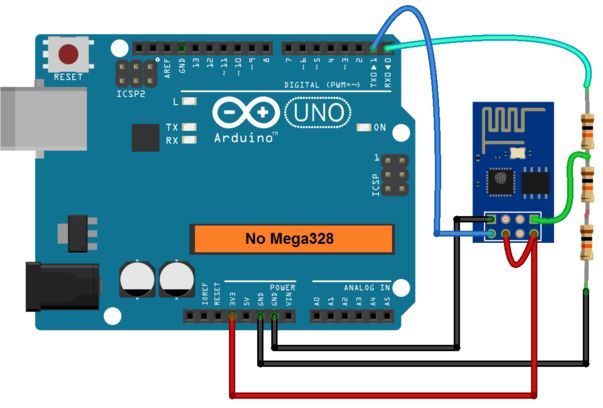 RESET
ICSP2
AREF
GND
13
12
~11
~10
~9
8
7
~6
~5
4
~3
2
TX0▶1
RX0◀0
DIGITAL (PWM=~)
L
TX
RX
UNO
ON
Arduino™
1
ICSP
No Mega328
IOREF
RESET
3V3
5V
GND
GND
VIN
POWER
ANALOG IN
A0
A1
A2
A3
A4
A5